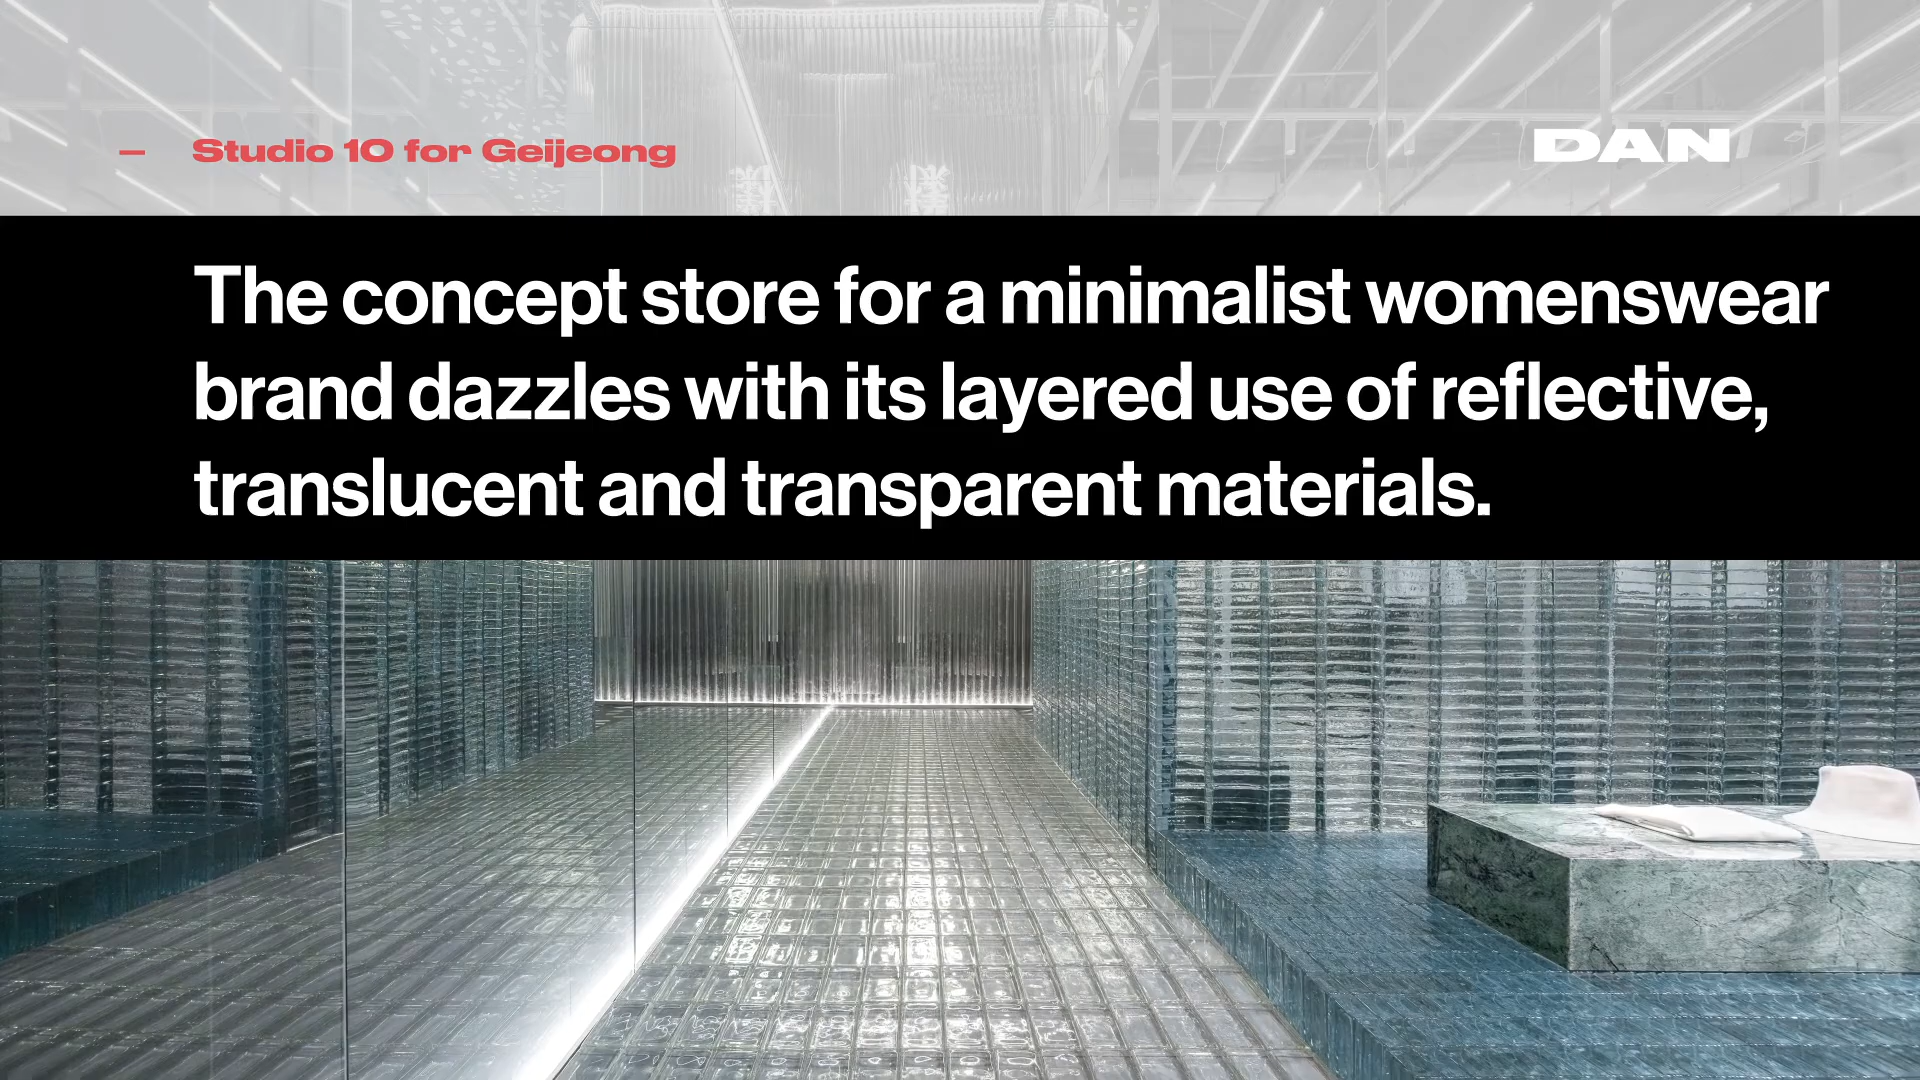 – Studio 10 for Geijeong
DAN
The concept store for a minimalist womenswear
brand dazzles with its layered use of reflective,
translucent and transparent materials.